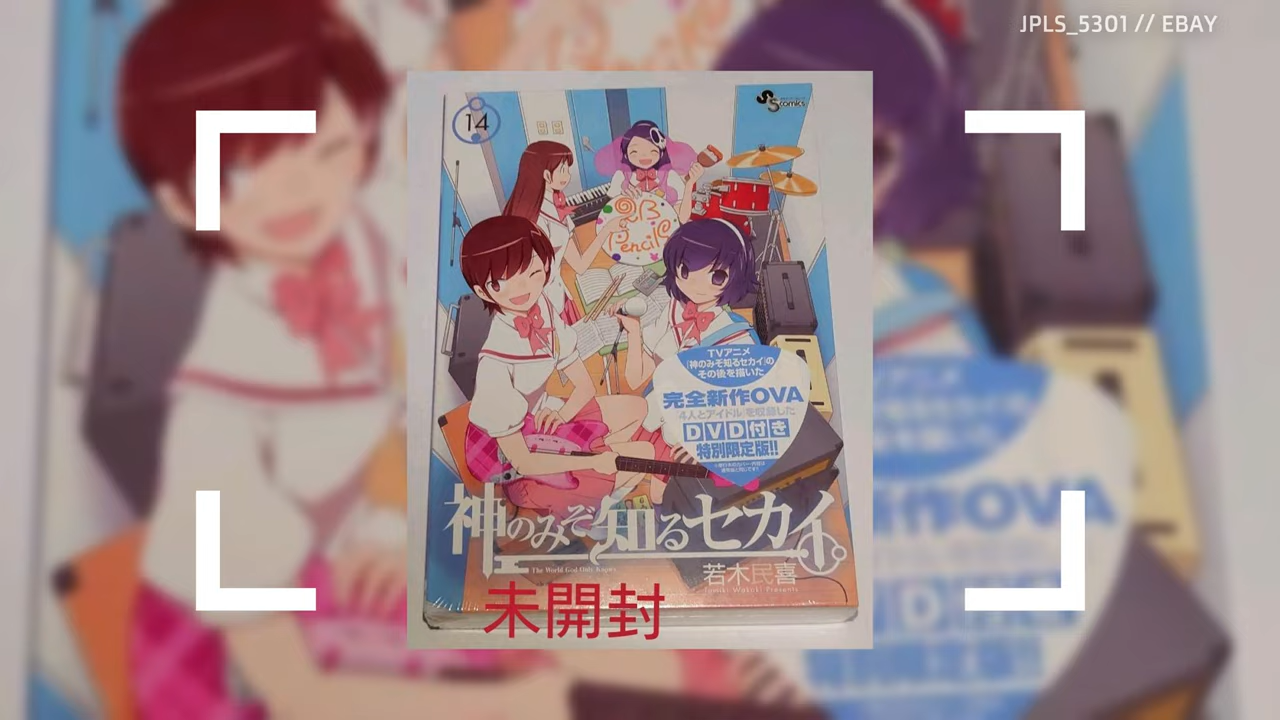 JPLS_5301 // EBAY
14
SS comics
2B
Pencil
TVアニメ
『神のみぞ知るセカイ』の
その後を描いた
完全新作OVA
『4人とアイドル』を収録した
DVD付き
特別限定版!!
神のみぞ知るセカイ
The World God Only Knows
若木民喜
Tamiki Wakaki Presents
未開封